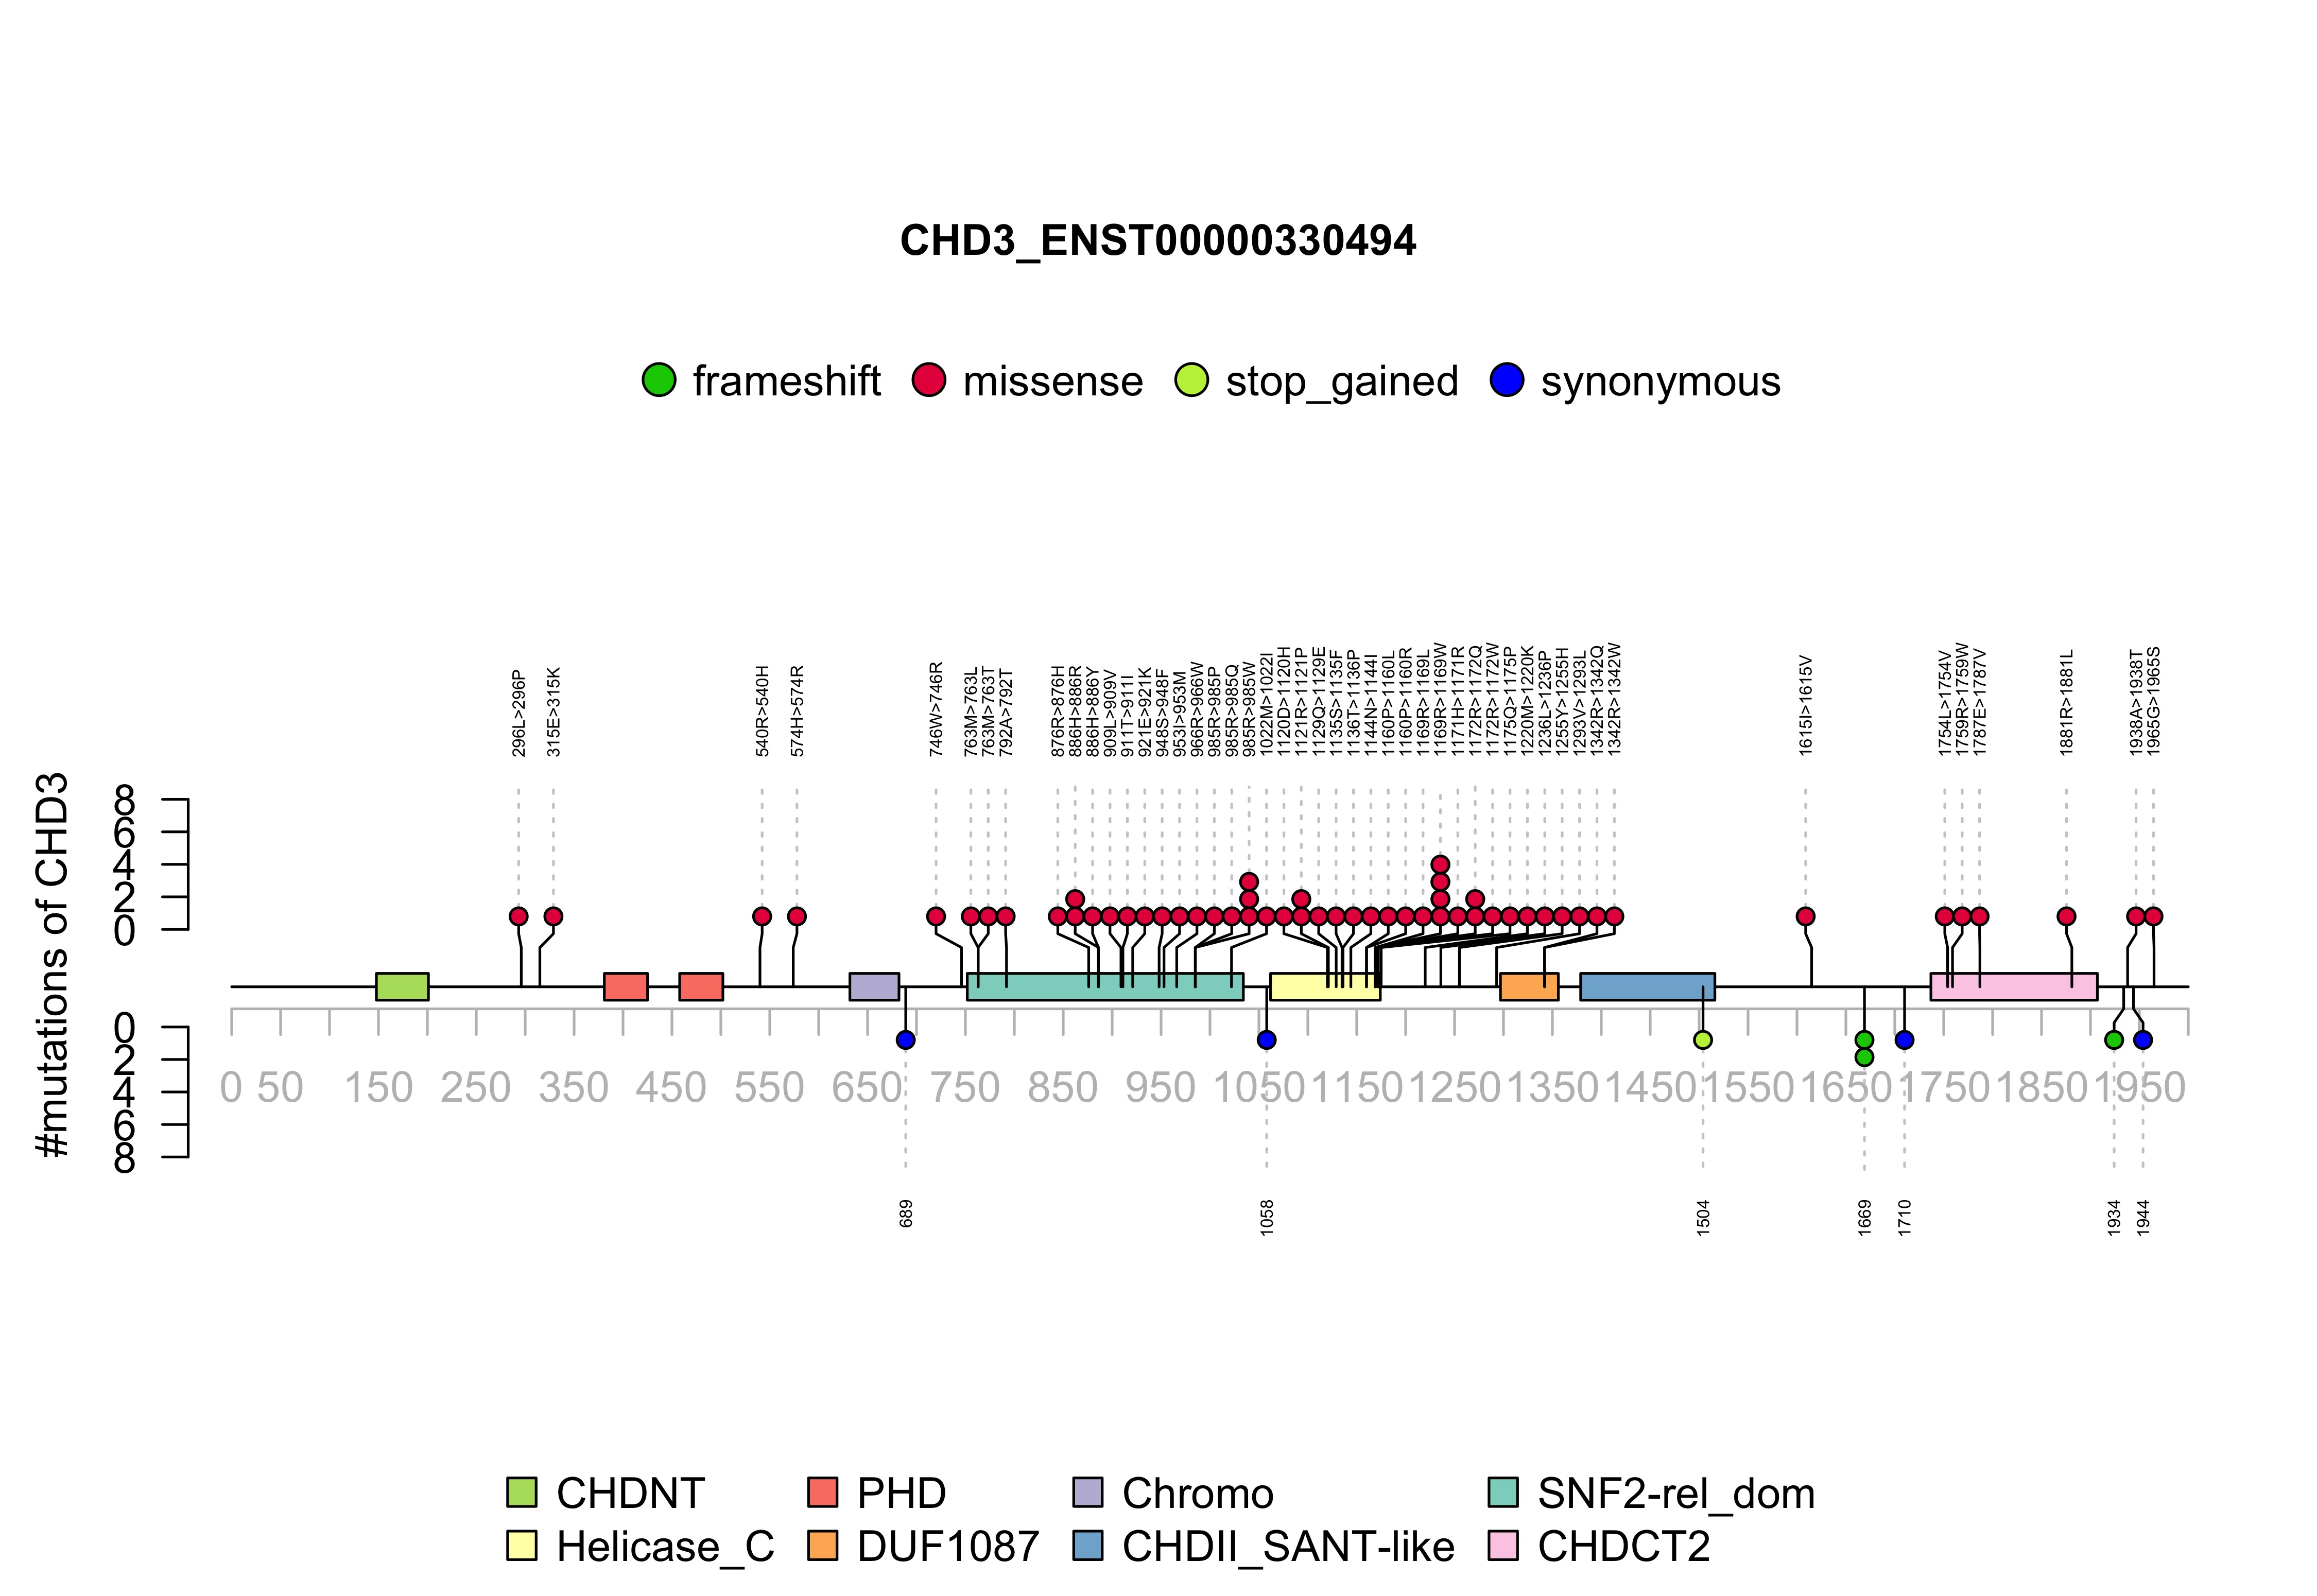 CHD3_ENST00000330494
frameshift missense stop_gained synonymous
296L>296P
315E>315K
540R>540H
574H>574R
746W>746R
763M>763L
763M>763T
792A>792T
876R>876H
886H>886R
886H>886Y
909L>909V
911T>911I
921E>921K
948S>948F
953I>953M
966R>966W
985R>985P
985R>985Q
985R>985W
1022M>1022I
1120D>1120H
1121R>1121P
1129Q>1129E
1135S>1135F
1136T>1136P
1144N>1144I
1160P>1160L
1160P>1160R
1169R>1169L
1169R>1169W
1171H>1171R
1172R>1172Q
1172R>1172W
1175Q>1175P
1220M>1220K
1236L>1236P
1255Y>1255H
1293V>1293L
1342R>1342Q
1342R>1342W
1615I>1615V
1754L>1754V
1759R>1759W
1787E>1787V
1881R>1881L
1938A>1938T
1965G>1965S
#mutations of CHD3
8
6
4
2
0
0
2
4
6
8
0 50 150 250 350 450 550 650 750 850 950 1050 1150 1250 1350 1450 1550 1650 1750 1850 1950
689
1058
1504
1669
1710
1934
1944
CHDNT PHD Chromo SNF2-rel_dom
Helicase_C DUF1087 CHDII_SANT-like CHDCT2